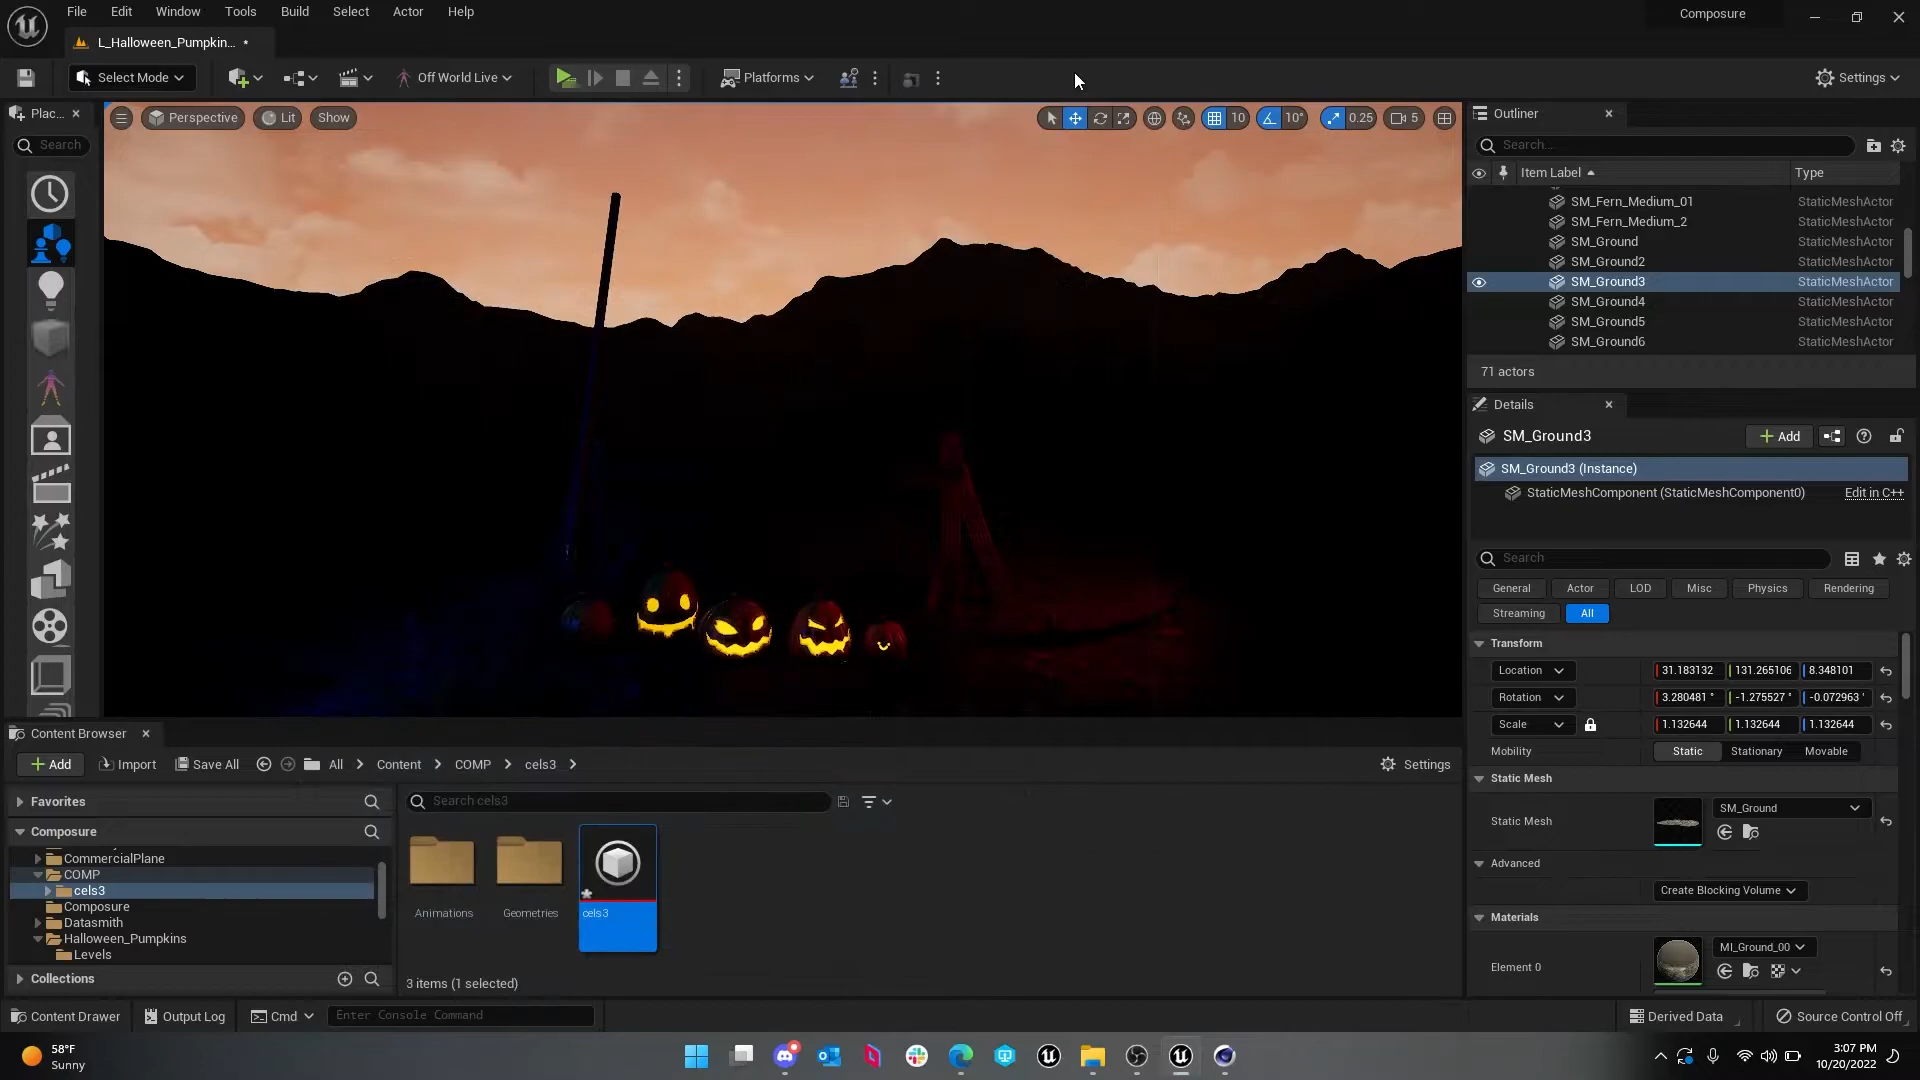 File Edit Window Tools Build Select Actor Help
Composure
L_Halloween_Pumpkin... •
Select Mode
Off World Live
Platforms
Settings
Plac...
Search
Perspective
Lit
Show
10
10°
0.25
5
Outliner
Search...
Item Label
Type
SM_Fern_Medium_01 StaticMeshActor
SM_Fern_Medium_2 StaticMeshActor
SM_Ground StaticMeshActor
SM_Ground2 StaticMeshActor
SM_Ground3 StaticMeshActor
SM_Ground4 StaticMeshActor
SM_Ground5 StaticMeshActor
SM_Ground6 StaticMeshActor
71 actors
Details
SM_Ground3
Add
SM_Ground3 (Instance)
StaticMeshComponent (StaticMeshComponent0) Edit in C++
Search
General Actor LOD Misc Physics Rendering
Streaming All
Transform
Location 31.183132 131.265106 8.348101
Rotation 3.280481 ° -1.275527 ° -0.072963 °
Scale 1.132644 1.132644 1.132644
Mobility Static Stationary Movable
Static Mesh
Static Mesh SM_Ground
Advanced
Create Blocking Volume
Materials
Element 0 MI_Ground_00
Content Browser
Add Import Save All All Content COMP cels3 Settings
Favorites
Search cels3
Composure
CommercialPlane
COMP
cels3
Composure
Datasmith
Halloween_Pumpkins
Levels
Collections
Animations
Geometries
cels3
3 items (1 selected)
Content Drawer Output Log Cmd Enter Console Command
Derived Data Source Control Off
58°F
Sunny
3:07 PM
10/20/2022